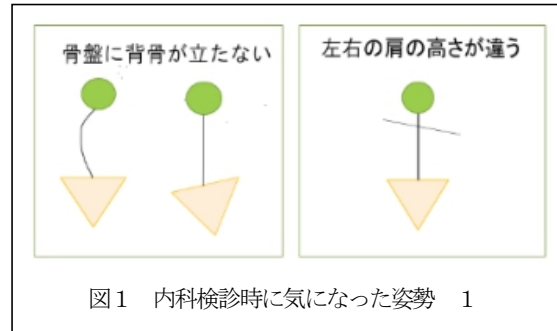 骨盤に背骨が立たない
左右の肩の高さが違う
図1　内科検診時に気になった姿勢　1